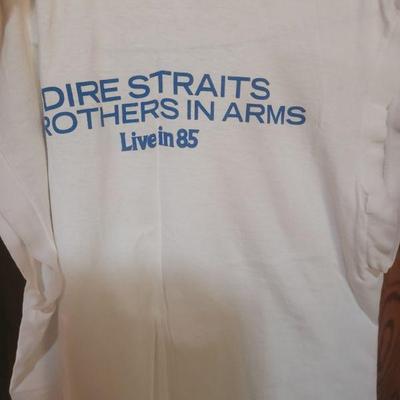 DIRE STRAITS
ROTHERS IN ARMS
Live in 85